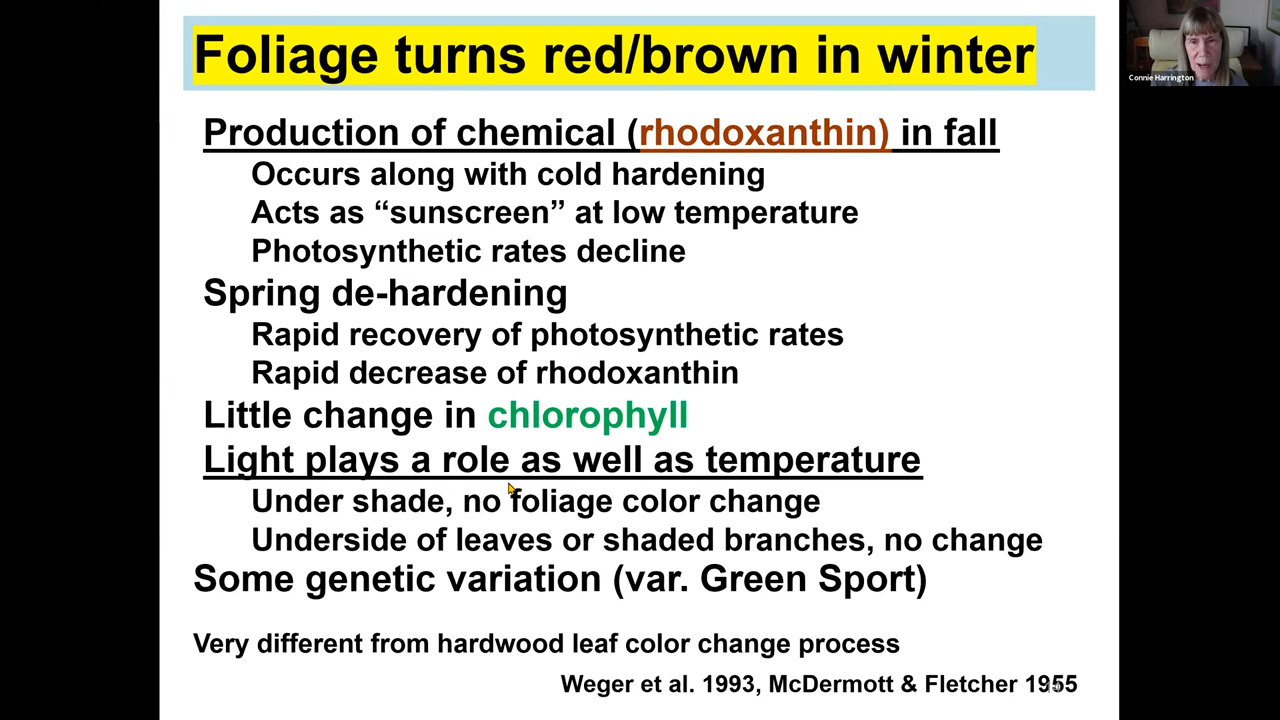 Foliage turns red/brown in winter
Connie Harrington
Production of chemical (rhodoxanthin) in fall
Occurs along with cold hardening
Acts as “sunscreen” at low temperature
Photosynthetic rates decline
Spring de-hardening
Rapid recovery of photosynthetic rates
Rapid decrease of rhodoxanthin
Little change in chlorophyll
Light plays a role as well as temperature
Under shade, no foliage color change
Underside of leaves or shaded branches, no change
Some genetic variation (var. Green Sport)
Very different from hardwood leaf color change process
Weger et al. 1993, McDermott & Fletcher 1955